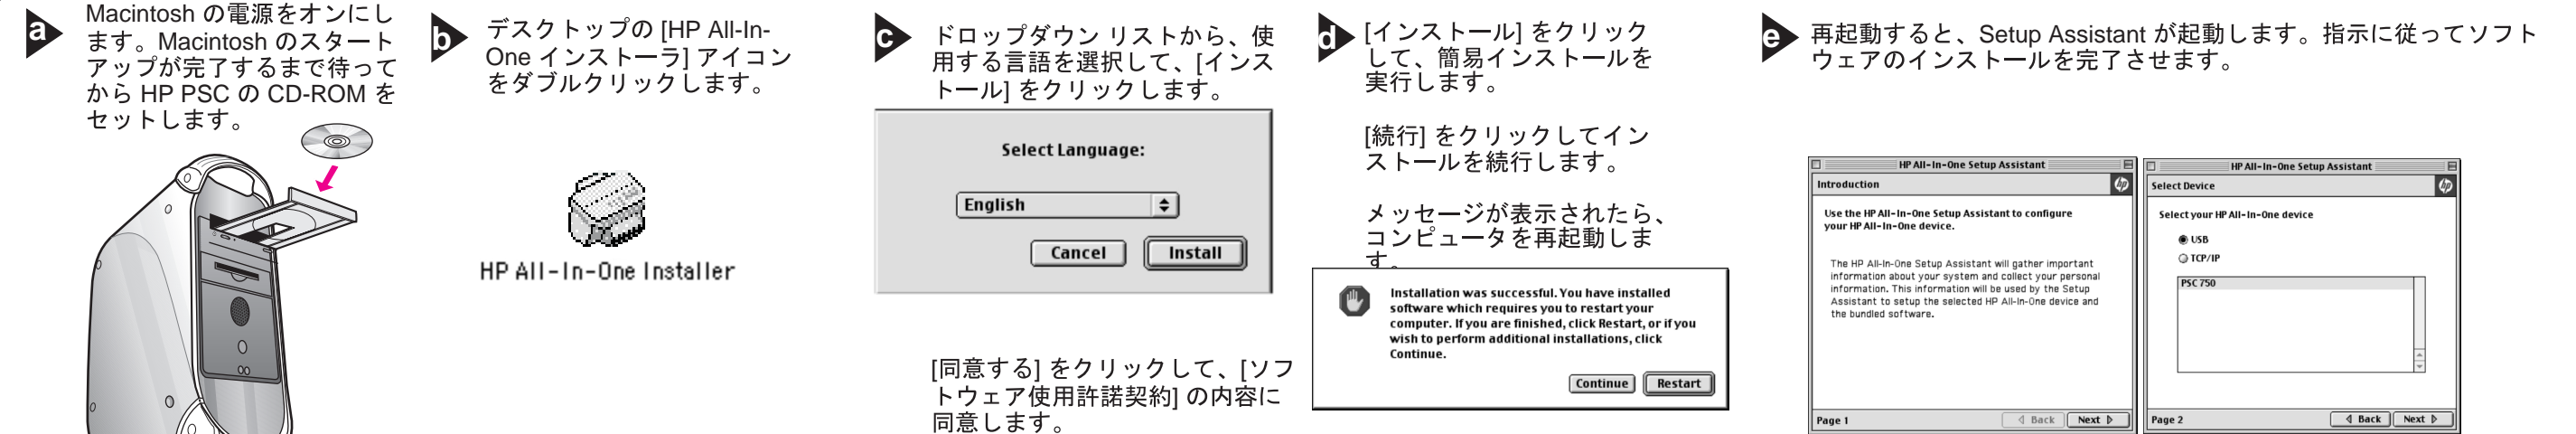 a
Macintosh の電源をオンにし
ます。Macintosh のスタート
アップが完了するまで待って
から HP PSC の CD-ROM を
セットします。
b
デスクトップの [HP All-In-
One インストーラ] アイコン
をダブルクリックします。
HP All-In-One Installer
c
ドロップダウン リストから、使
用する言語を選択して、[インス
トール] をクリックします。
Select Language:
English
Cancel Install
[同意する] をクリックして、[ソフ
トウェア使用許諾契約] の内容に
同意します。
d
[インストール] をクリック
して、簡易インストールを
実行します。
[続行] をクリックしてイン
ストールを続行します。
メッセージが表示されたら、
コンピュータを再起動しま
す。
Installation was successful. You have installed
software which requires you to restart your
computer. If you are finished, click Restart, or if you
wish to perform additional installations, click
Continue.
Continue Restart
e
再起動すると、Setup Assistant が起動します。指示に従ってソフト
ウェアのインストールを完了させます。
HP All-In-One Setup Assistant
Introduction
hp
Use the HP All-In-One Setup Assistant to configure
your HP All-In-One device.
The HP All-In-One Setup Assistant will gather important
information about your system and collect your personal
information. This information will be used by the Setup
Assistant to setup the selected HP All-In-One device and
the bundled software.
Page 1 Back Next
HP All-In-One Setup Assistant
Select Device
hp
Select your HP All-In-One device
USB
TCP/IP
PSC 750
Page 2 Back Next